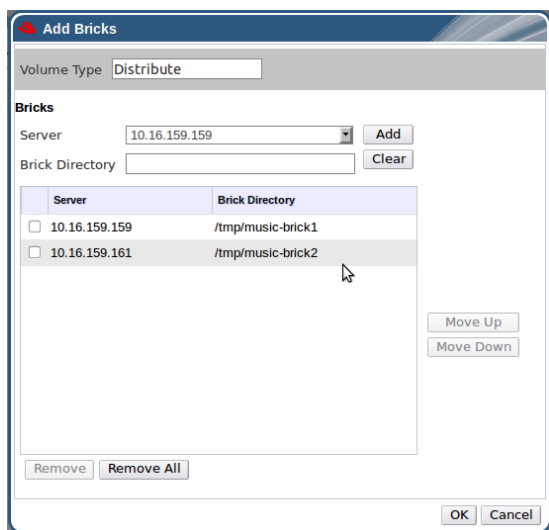 Add Bricks
Volume Type Distribute
Bricks
Server 10.16.159.159 Add
Brick Directory Clear
Server Brick Directory
10.16.159.159 /tmp/music-brick1
10.16.159.161 /tmp/music-brick2
Move Up
Move Down
Remove Remove All
OK Cancel